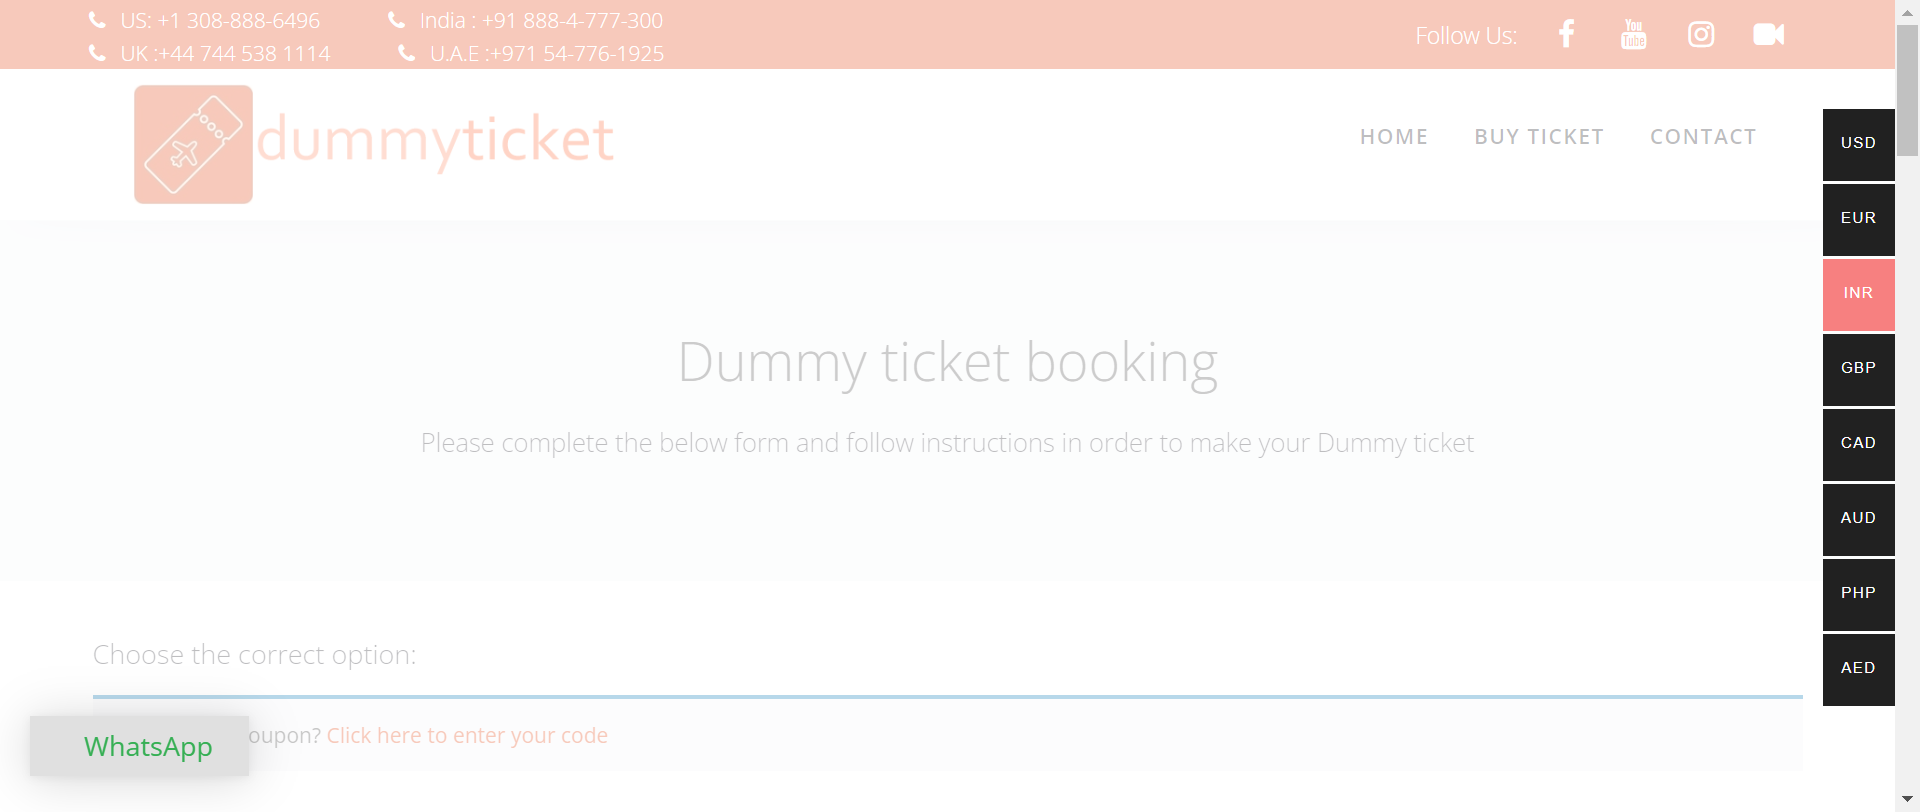 US: +1 308-888-6496
India : +91 888-4-777-300
UK :+44 744 538 1114
U.A.E :+971 54-776-1925
Follow Us:
You
Tube
dummyticket
HOME
BUY TICKET
CONTACT
USD
EUR
INR
GBP
CAD
AUD
PHP
AED
Dummy ticket booking
Please complete the below form and follow instructions in order to make your Dummy ticket
Choose the correct option:
oupon? Click here to enter your code
WhatsApp